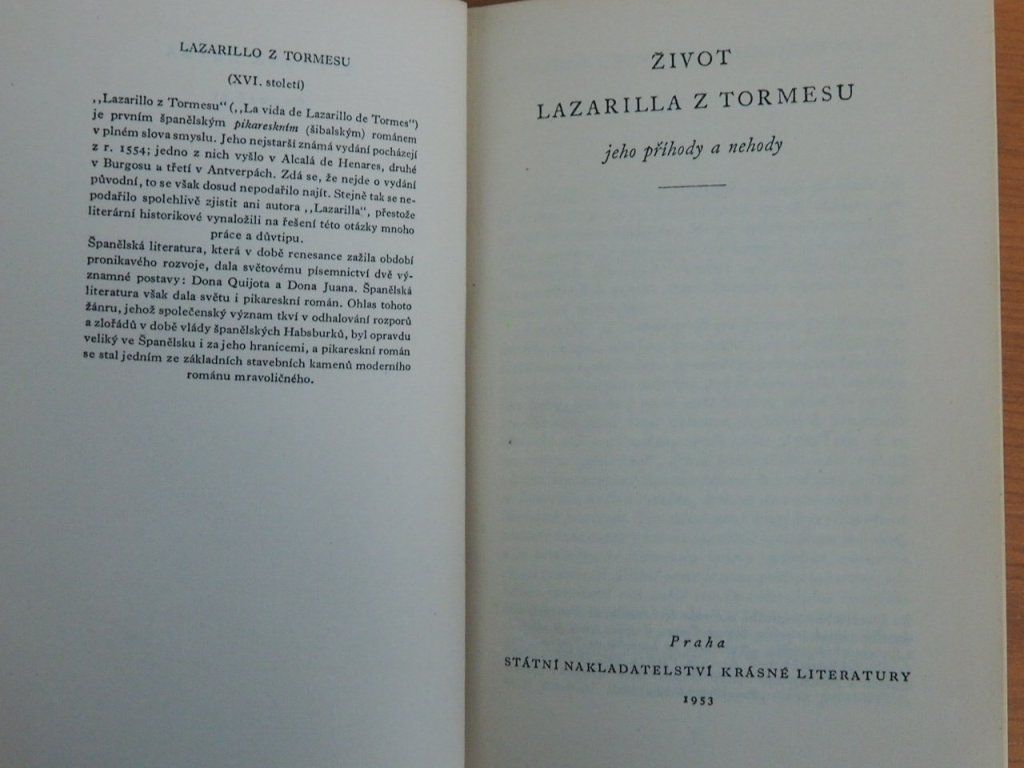 LAZARILLO Z TORMESU
(XVI. století)
,,Lazarillo z Tormesu“ (,,La vida de Lazarillo de Tormes“)
je prvním španělským pikareskním (šibalským) románem
v plném slova smyslu. Jeho nejstarší známá vydání pocházejí
z r. 1554; jedno z nich vyšlo v Alcalá de Henares, druhé
v Burgosu a třetí v Antverpách. Zdá se, že nejde o vydání
původní, to se však dosud nepodařilo najít. Stejně tak se ne-
podařilo spolehlivě zjistit ani autora ,,Lazarilla“, přestože
literární historikové vynaložili na řešení této otázky mnoho
práce a důvtipu.
Španělská literatura, která v době renesance zažila období
pronikavého rozvoje, dala světovému písemnictví dvě vý-
znamné postavy: Dona Quijota a Dona Juana. Španělská
literatura však dala světu i pikareskní román. Ohlas tohoto
žánru, jehož společenský význam tkví v odhalování rozporů
a zlořádů v době vlády španělských Habsburků, byl opravdu
veliký ve Španělsku i za jeho hranicemi, a pikareskní román
se stal jedním ze základních stavebních kamenů moderního
románu mravoličného.
ŽIVOT
LAZARILLA Z TORMESU
jeho příhody a nehody
Praha
STÁTNÍ NAKLADATELSTVÍ KRÁSNÉ LITERATURY
1953